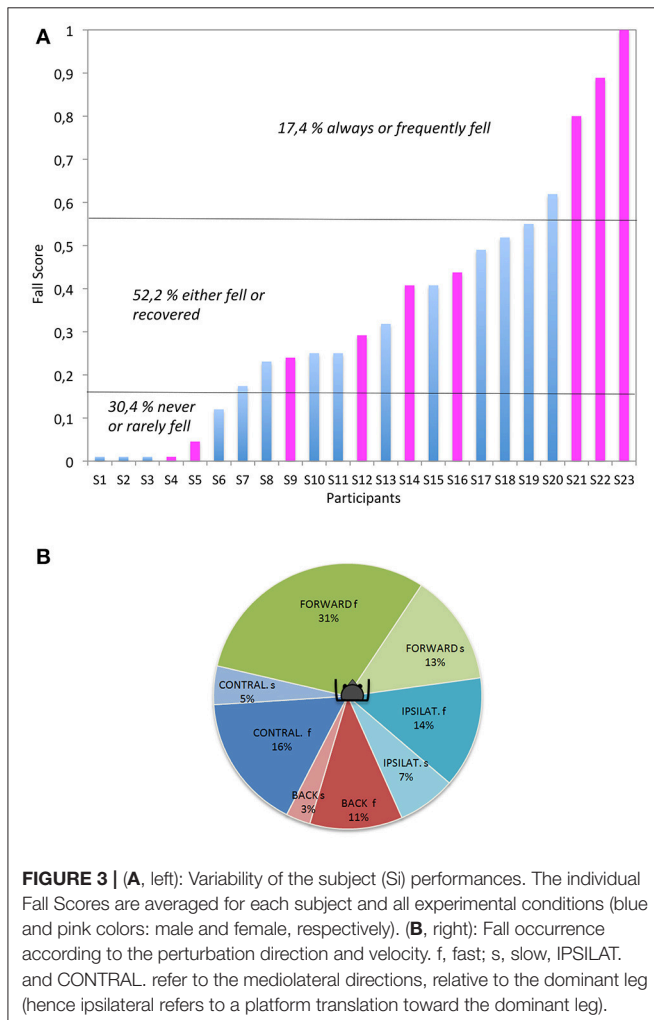 A
1
0,9
0,8
0,7
0,6
0,5
0,4
0,3
0,2
0,1
0
Fall Score
17,4 % always or frequently fell
52,2 % either fell or
recovered
30,4 % never
or rarely fell
S1 S2 S3 S4 S5 S6 S7 S8 S9 S10 S11 S12 S13 S14 S15 S16 S17 S18 S19 S20 S21 S22 S23
Participants
B
FORWARD f
31%
FORWARD s
13%
IPSILAT. f
14%
IPSILAT. s
7%
BACK f
11%
BACK s
3%
CONTRAL. f
16%
CONTRAL. s
5%
FIGURE 3 | (A, left): Variability of the subject (Si) performances. The individual
Fall Scores are averaged for each subject and all experimental conditions (blue
and pink colors: male and female, respectively). (B, right): Fall occurrence
according to the perturbation direction and velocity. f, fast; s, slow, IPSILAT.
and CONTRAL. refer to the mediolateral directions, relative to the dominant leg
(hence ipsilateral refers to a platform translation toward the dominant leg).